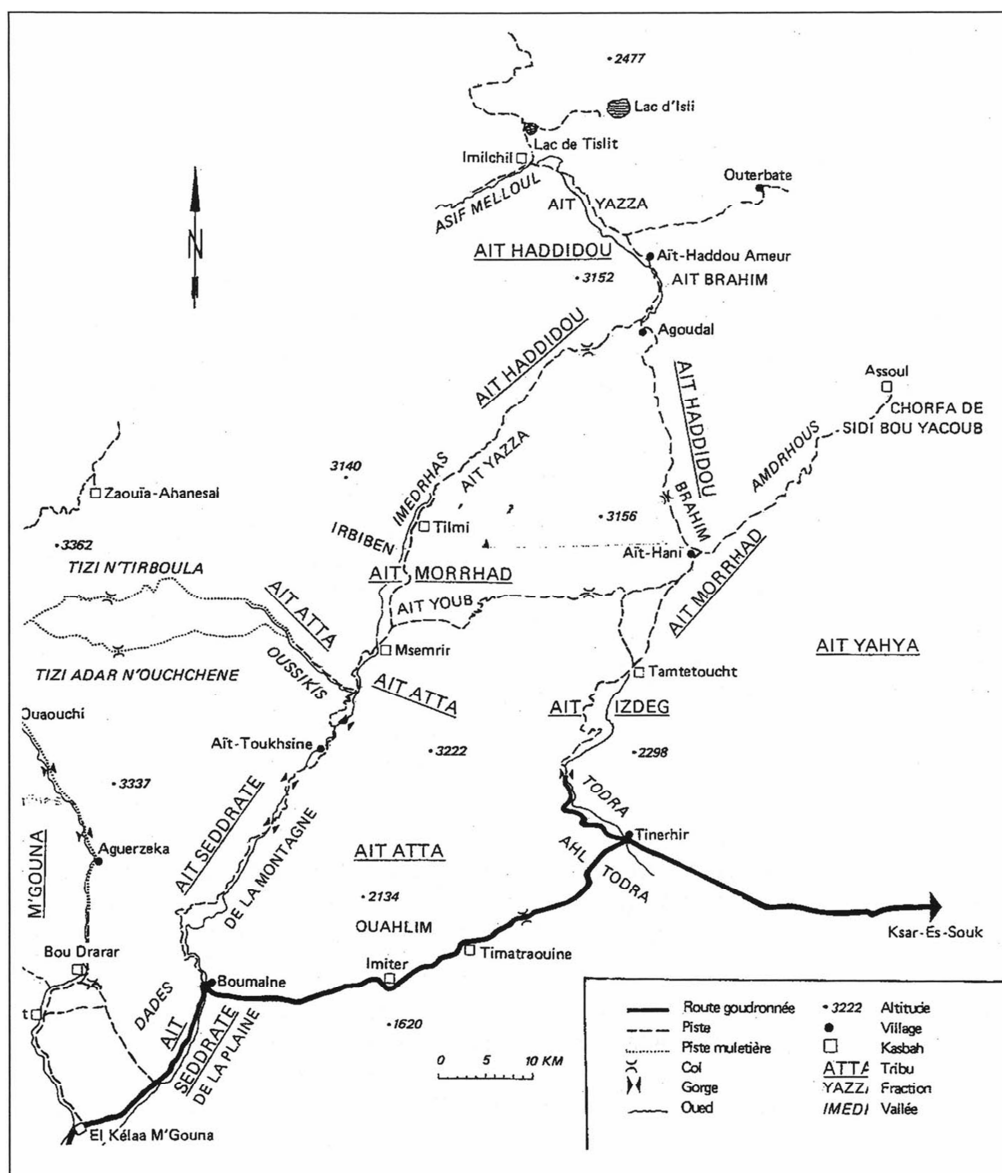 •2477
Lac d'Isli
Lac de Tislit
Imilchil
Outerbate
ASIF MELLOUL
AIT YAZZA
AIT HADDIDOU
Aït-Haddou Ameur
•3152
AIT BRAHIM
Agoudal
AIT HADDIDOU
AIT HADDIDOU
Assoul
CHORFA DE
SIDI BOU YACOUB
AMDRHOUS
AIT YAZZA
3140
IMEDRHAS
Zaouïa-Ahanesal
BRAHIM
•3156
Tilmi
IRBIBEN
•3362
Aït-Hani
TIZI N'TIRBOULA
AIT MORRHAD
AIT MORRHAD
AIT ATTA
AIT YOUB
Msemrir
AIT YAHYA
OUSSIKIS
TIZI ADAR N'OUCHCHENE
Tamtetoucht
AIT ATTA
Ouaouchi
AIT IZDEG
Aït-Toukhsine
•3222
•2298
•3337
TODRA
M'GOUNA
AIT SEDDRATE
DE LA MONTAGNE
Tinerhir
Aguerzeka
AIT ATTA
AHL TODRA
•2134
OUAHLIM
Ksar-Es-Souk
Timatraouine
Bou Drarar
Imiter
Boumalne
t
DADES
•1620
AIT
SEDDRATE
DE LA PLAINE
0 5 10 KM
El Kélaa M'Gouna
N
Route goudronnée
Piste
Piste muletière
Col
Gorge
Oued
•3222 Altitude
Village
Kasbah
ATTA Tribu
YAZZA Fraction
IMEDI Vallée